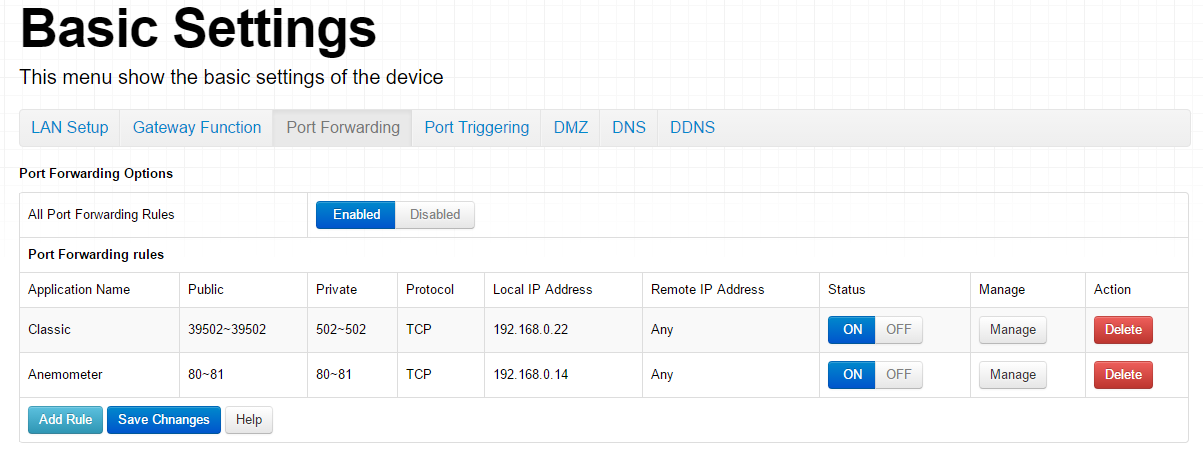 Basic Settings
This menu show the basic settings of the device
LAN Setup Gateway Function Port Forwarding Port Triggering DMZ DNS DDNS
Port Forwarding Options
All Port Forwarding Rules Enabled Disabled
Port Forwarding rules
Application Name Public Private Protocol Local IP Address Remote IP Address Status Manage Action
Classic 39502~39502 502~502 TCP 192.168.0.22 Any ON OFF Manage Delete
Anemometer 80~81 80~81 TCP 192.168.0.14 Any ON OFF Manage Delete
Add Rule Save Chnanges Help